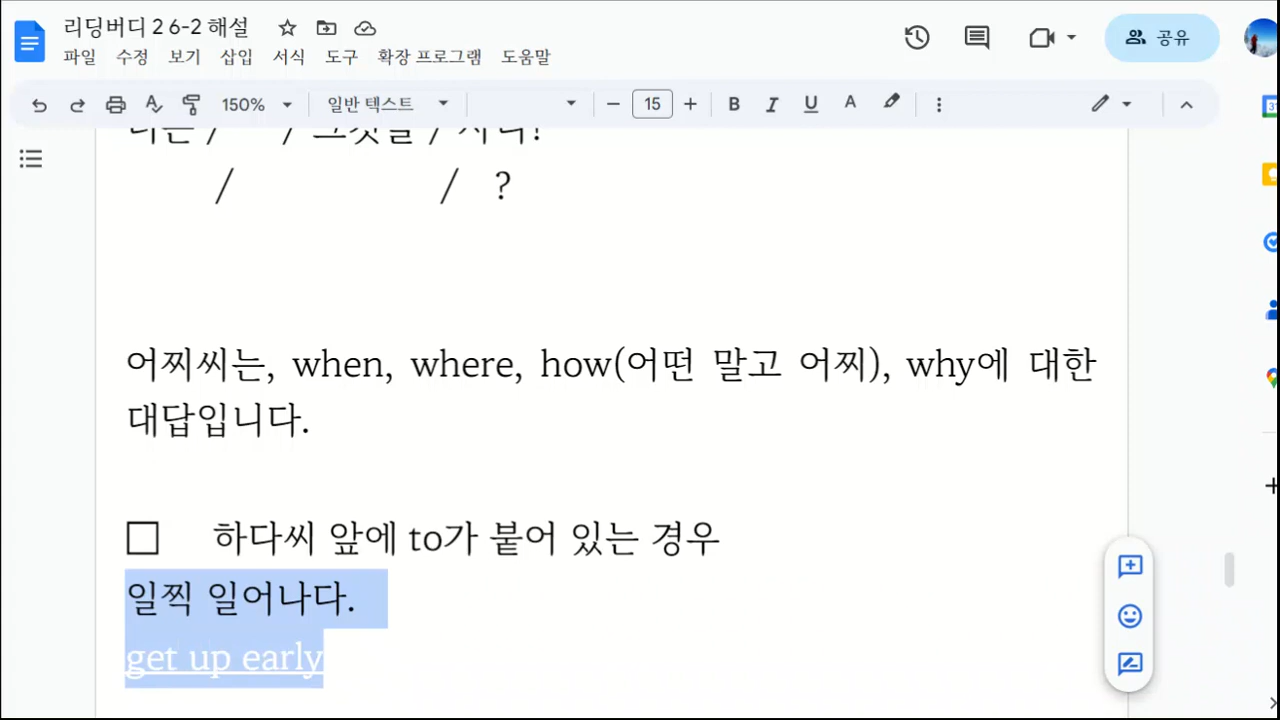 리딩버디 2 6-2 해설
파일 수정 보기 삽입 서식 도구 확장 프로그램 도움말
공유
150% 일반 텍스트 − 15 + B I U A
/ / ?
어찌씨는, when, where, how(어떤 말고 어찌), why에 대한
대답입니다.
☐ 하다씨 앞에 to가 붙어 있는 경우
일찍 일어나다.
get up early